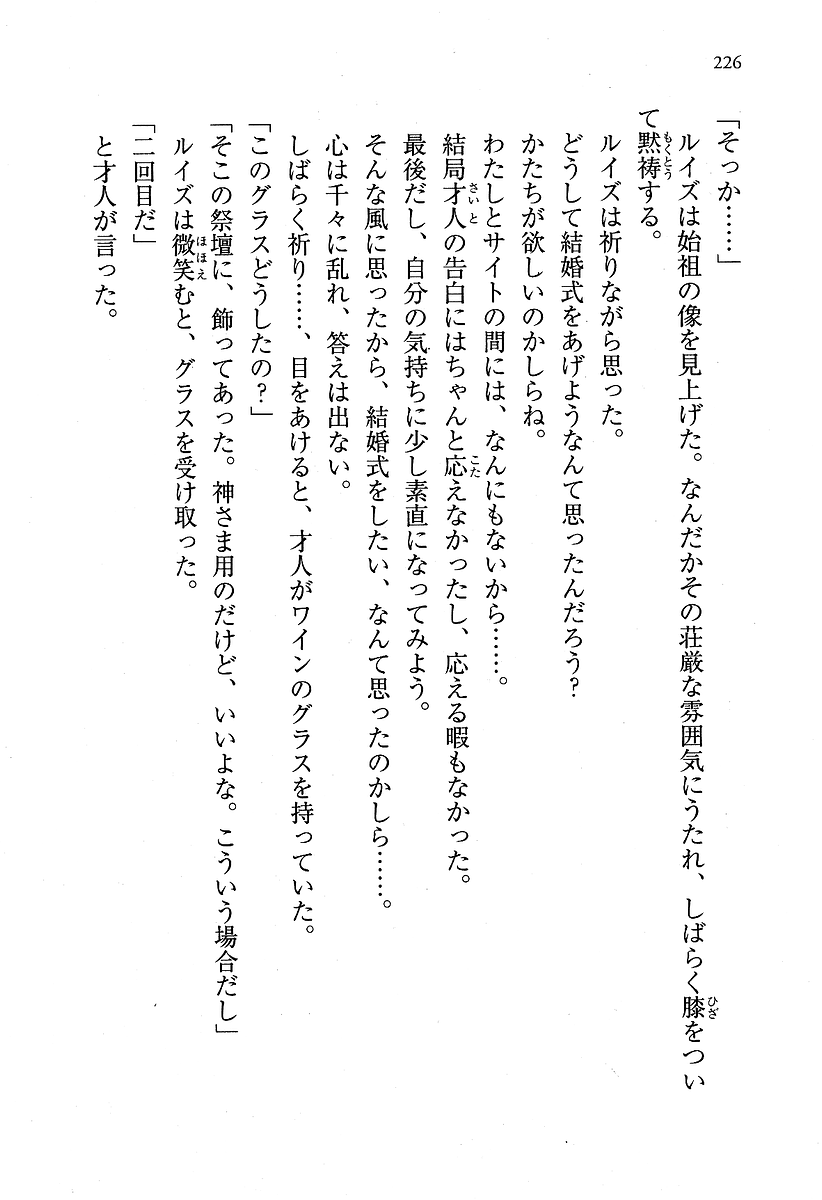 226
「そっか……」
ルイズは始祖の像を見上げた。なんだかその荘厳な雰囲気にうたれ、しばらく膝をつい
て黙祷する。
ルイズは祈りながら思った。
どうして結婚式をあげようなんて思ったんだろう？
かたちが欲しいのかしらね。
わたしとサイトの間には、なんにもないから……。
結局才人の告白にはちゃんと応えなかったし、応える暇もなかった。
最後だし、自分の気持ちに少し素直になってみよう。
そんな風に思ったから、結婚式をしたい、なんて思ったのかしら……。
心は千々に乱れ、答えは出ない。
しばらく祈り……、目をあけると、才人がワインのグラスを持っていた。
「このグラスどうしたの？」
「そこの祭壇に、飾ってあった。神さま用のだけど、いいよな。こういう場合だし」
ルイズは微笑むと、グラスを受け取った。
「二回目だ」
と才人が言った。